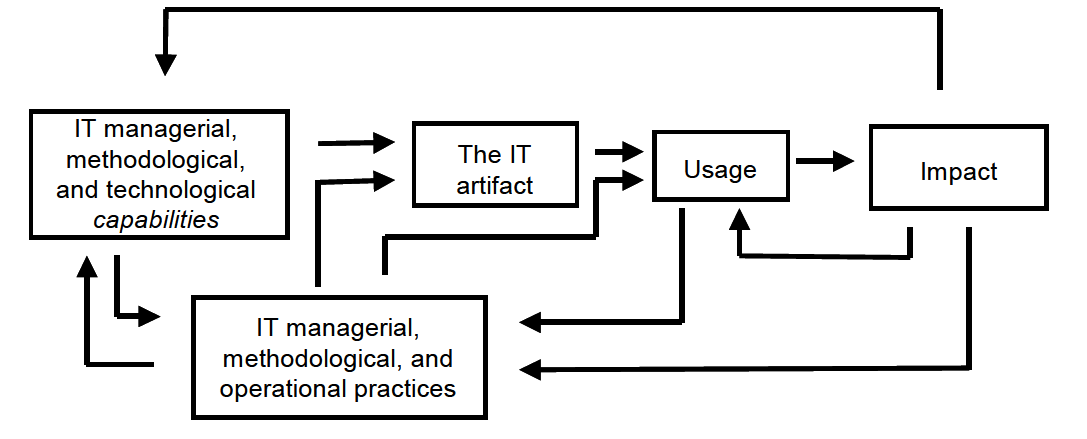 IT managerial,
methodological,
and technological
capabilities
The IT
artifact
Usage
Impact
IT managerial,
methodological, and
operational practices